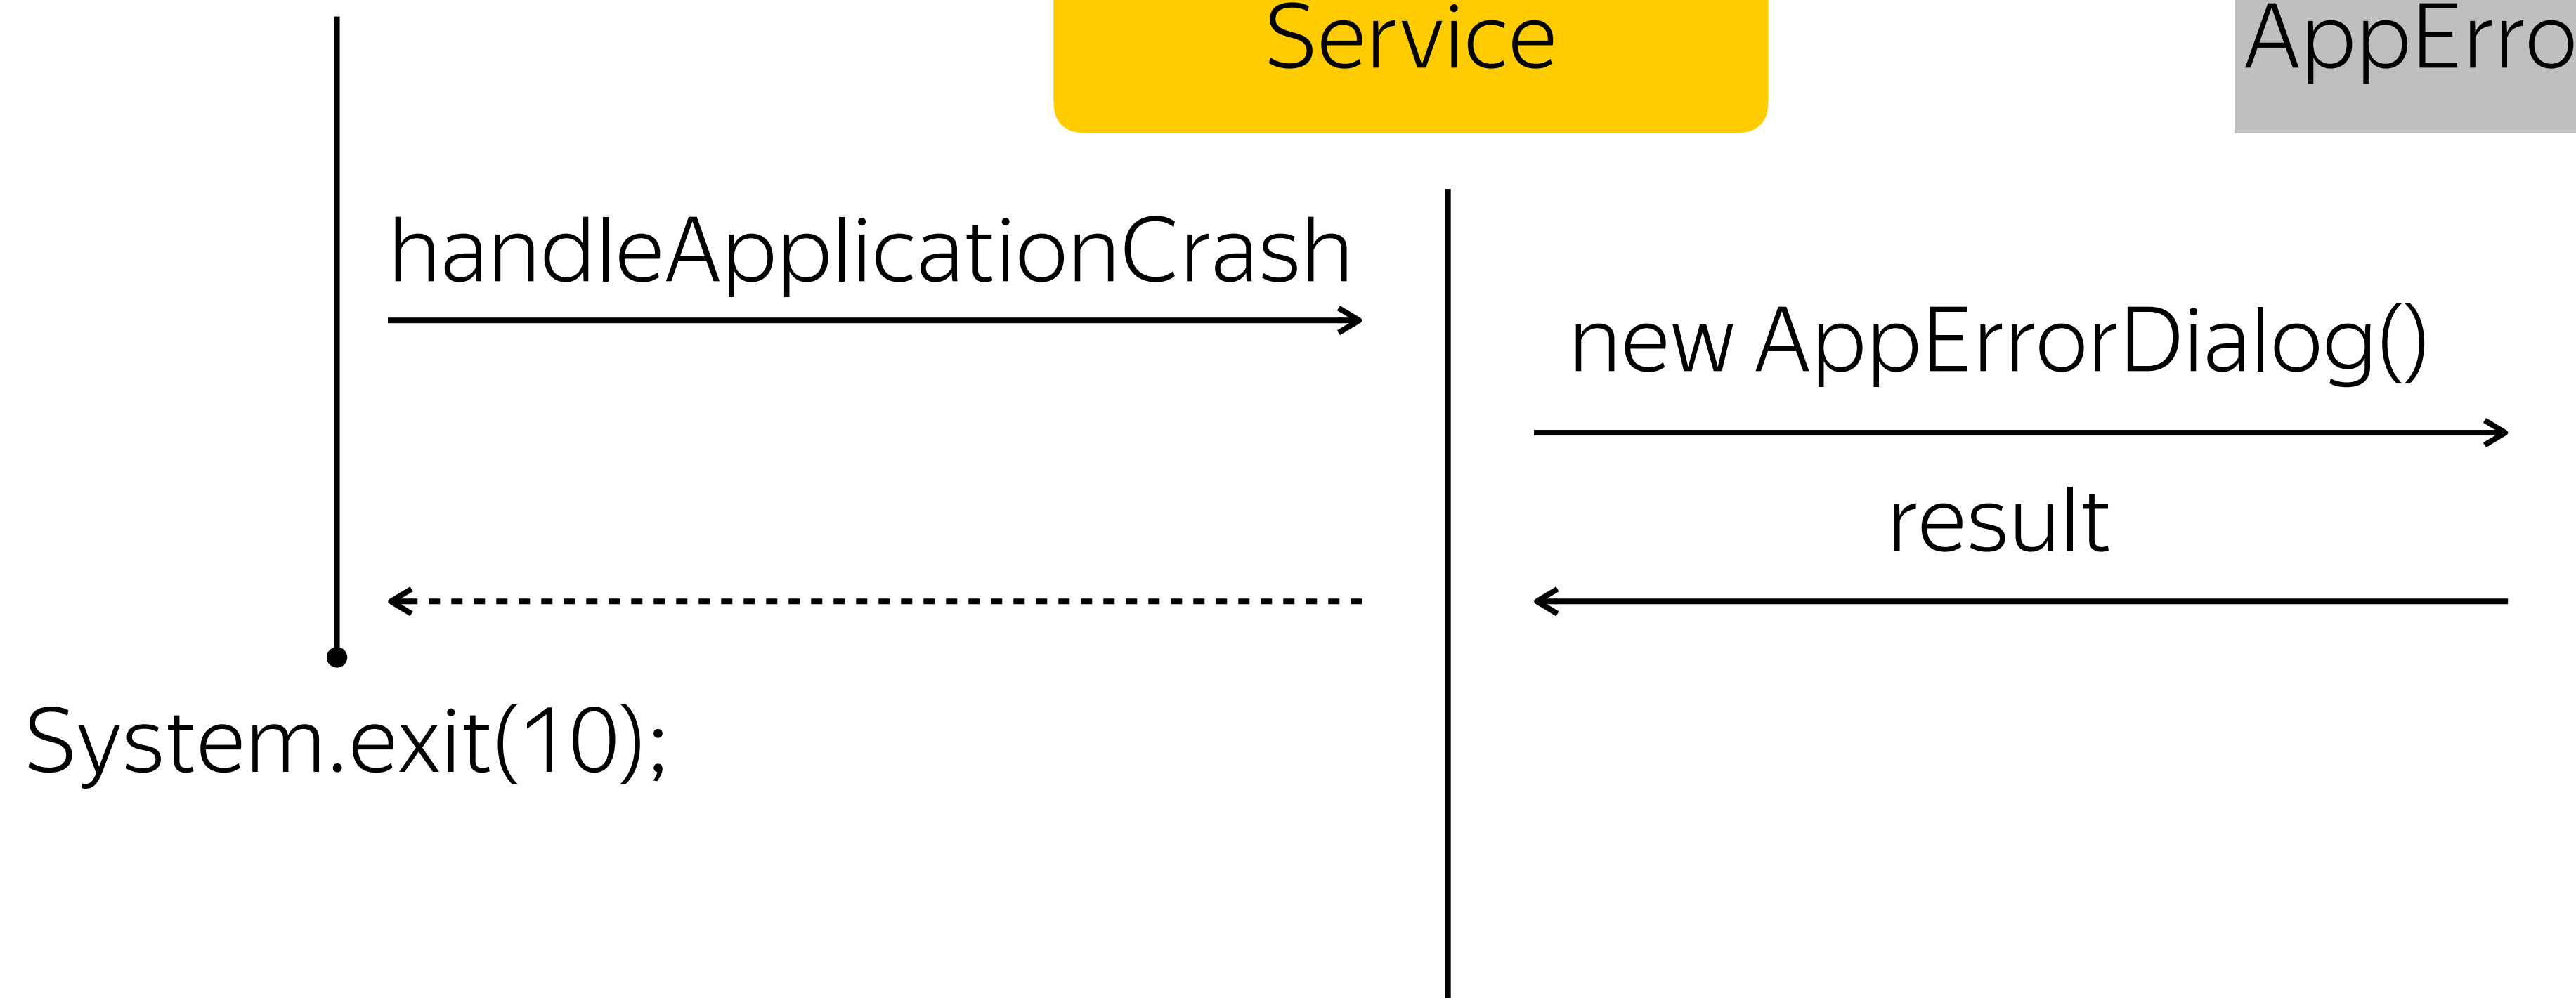 Service
AppErro
handleApplicationCrash
new AppErrorDialog()
result
System.exit(10);